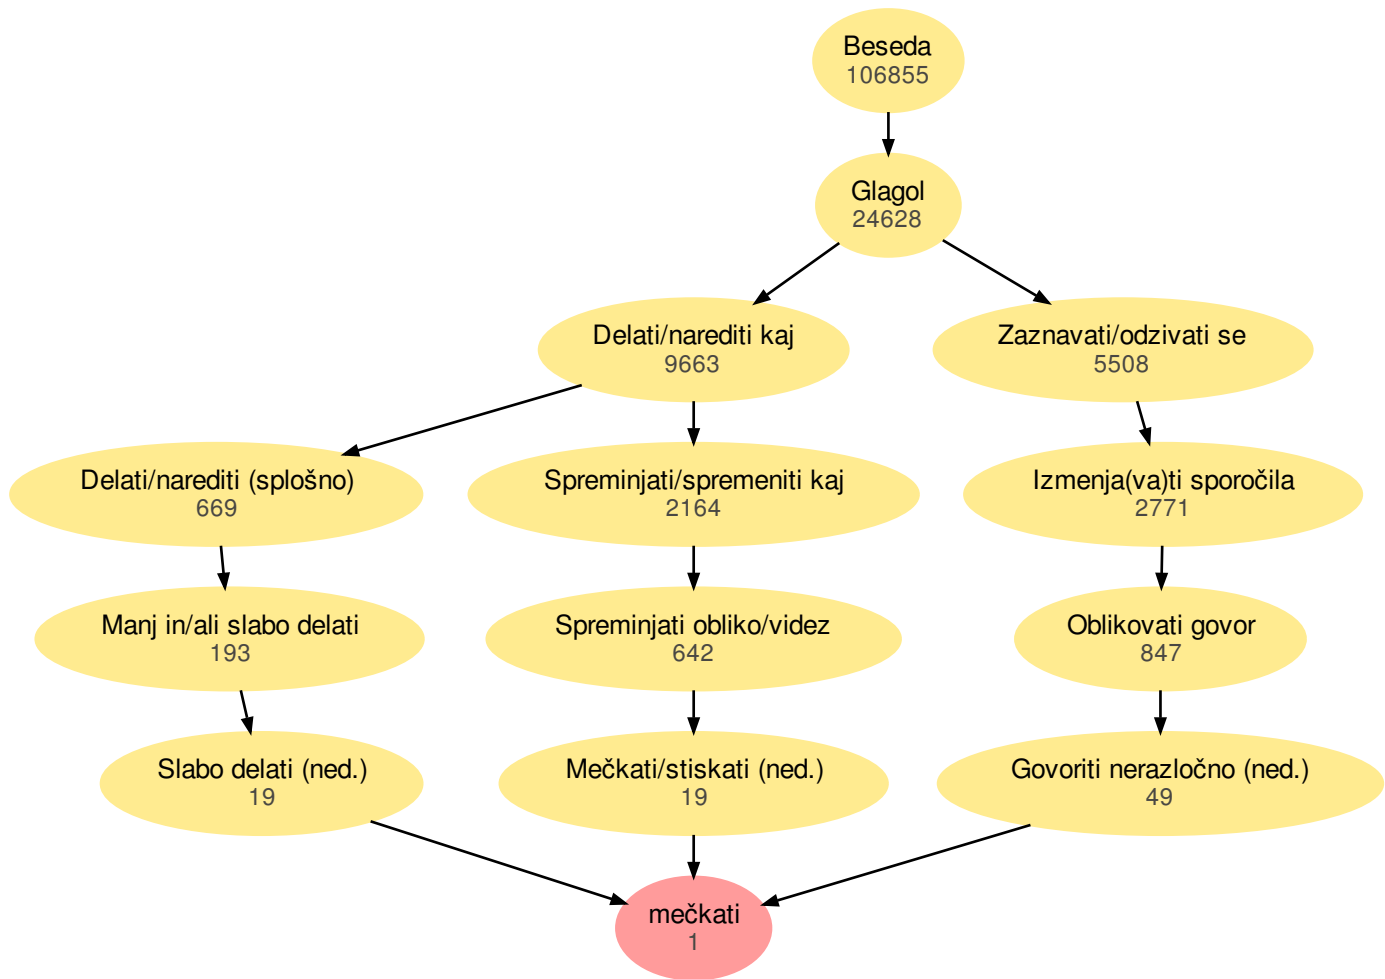 Beseda
106855
Glagol
24628
Delati/narediti kaj
9663
Zaznavati/odzivati se
5508
Delati/narediti (splošno)
669
Spreminjati/spremeniti kaj
2164
Izmenja(va)ti sporočila
2771
Manj in/ali slabo delati
193
Spreminjati obliko/videz
642
Oblikovati govor
847
Slabo delati (ned.)
19
Mečkati/stiskati (ned.)
19
Govoriti nerazločno (ned.)
49
mečkati
1